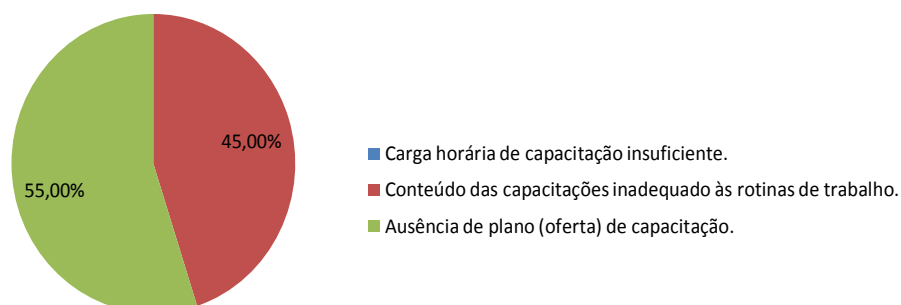 45,00%
55,00%
Carga horária de capacitação insuficiente.
Conteúdo das capacitações inadequado às rotinas de trabalho.
Ausência de plano (oferta) de capacitação.